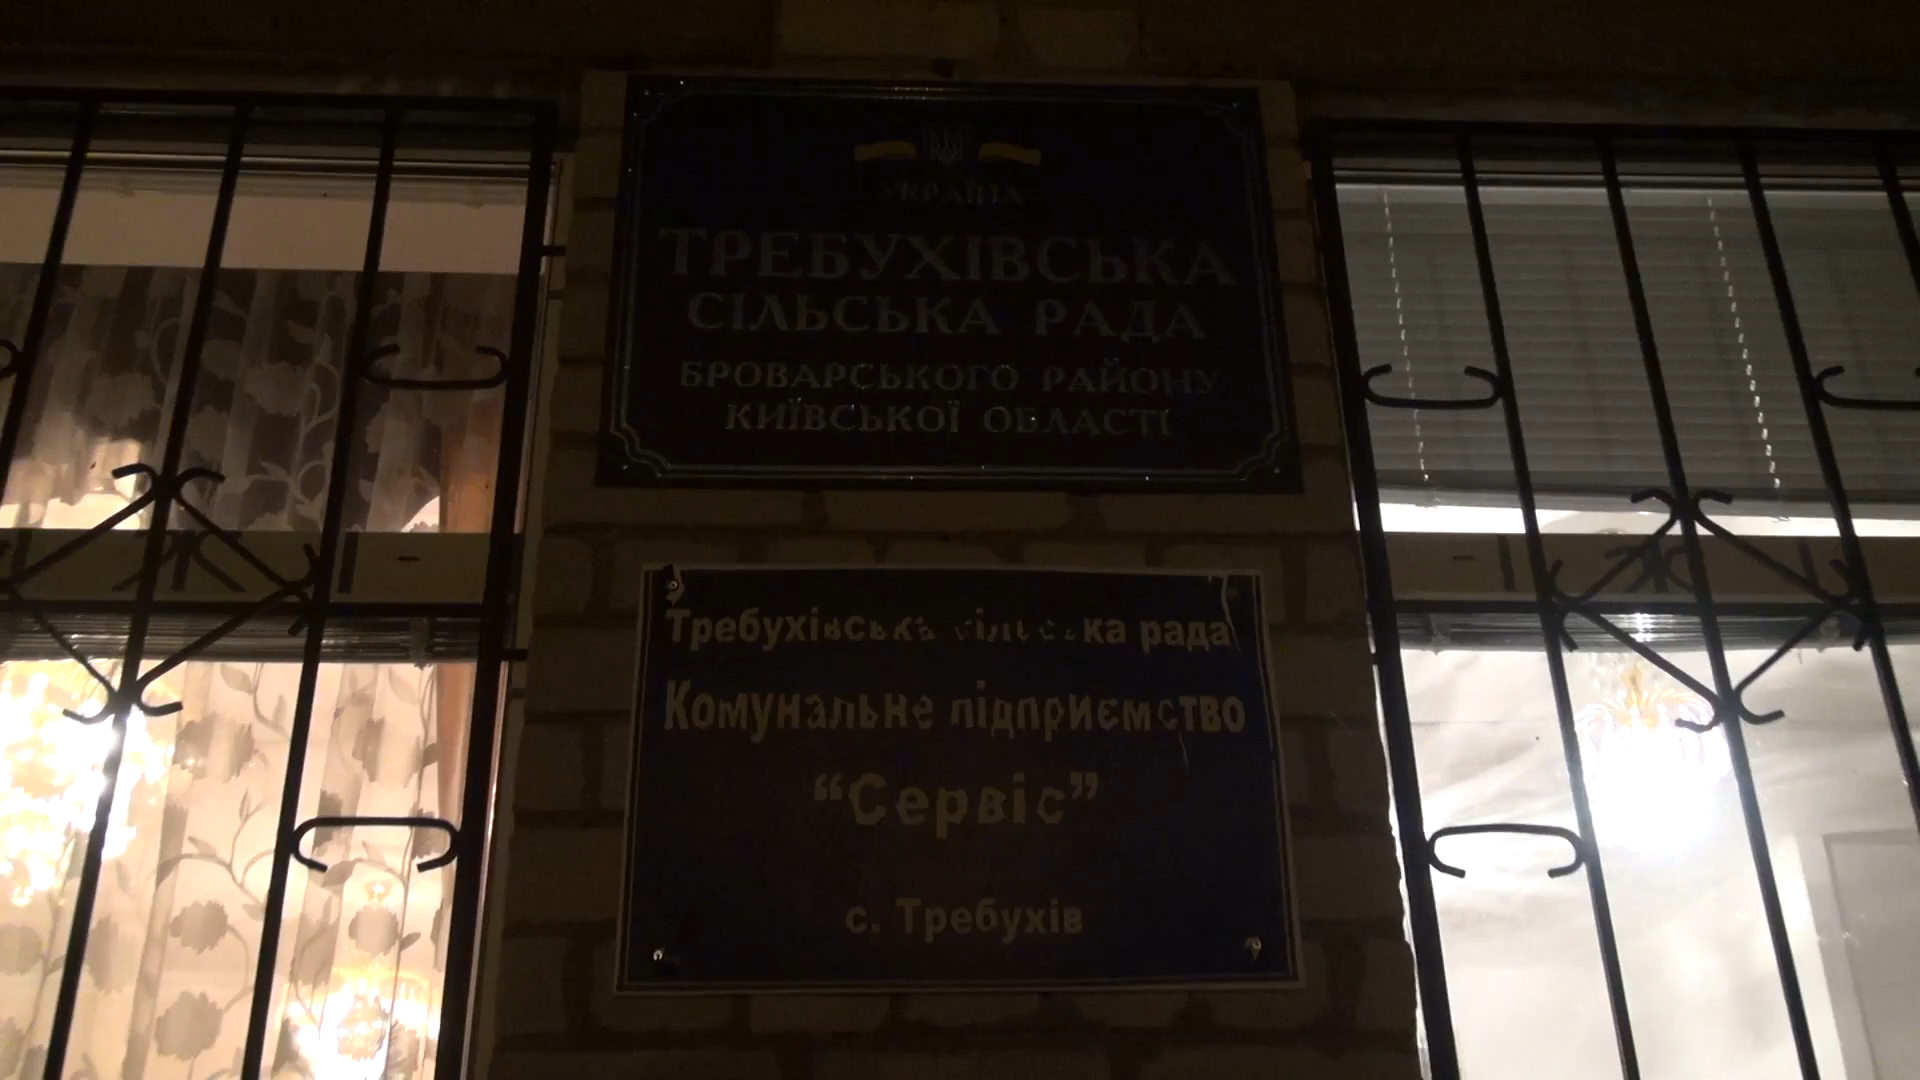 УКРАЇНА
ТРЕБУХІВСЬКА
СІЛЬСЬКА РАДА
БРОВАРСЬКОГО РАЙОНУ
КИЇВСЬКОЇ ОБЛАСТІ
Требухівська сільська рада
Комунальне підприємство
“Сервіс”
с. Требухів